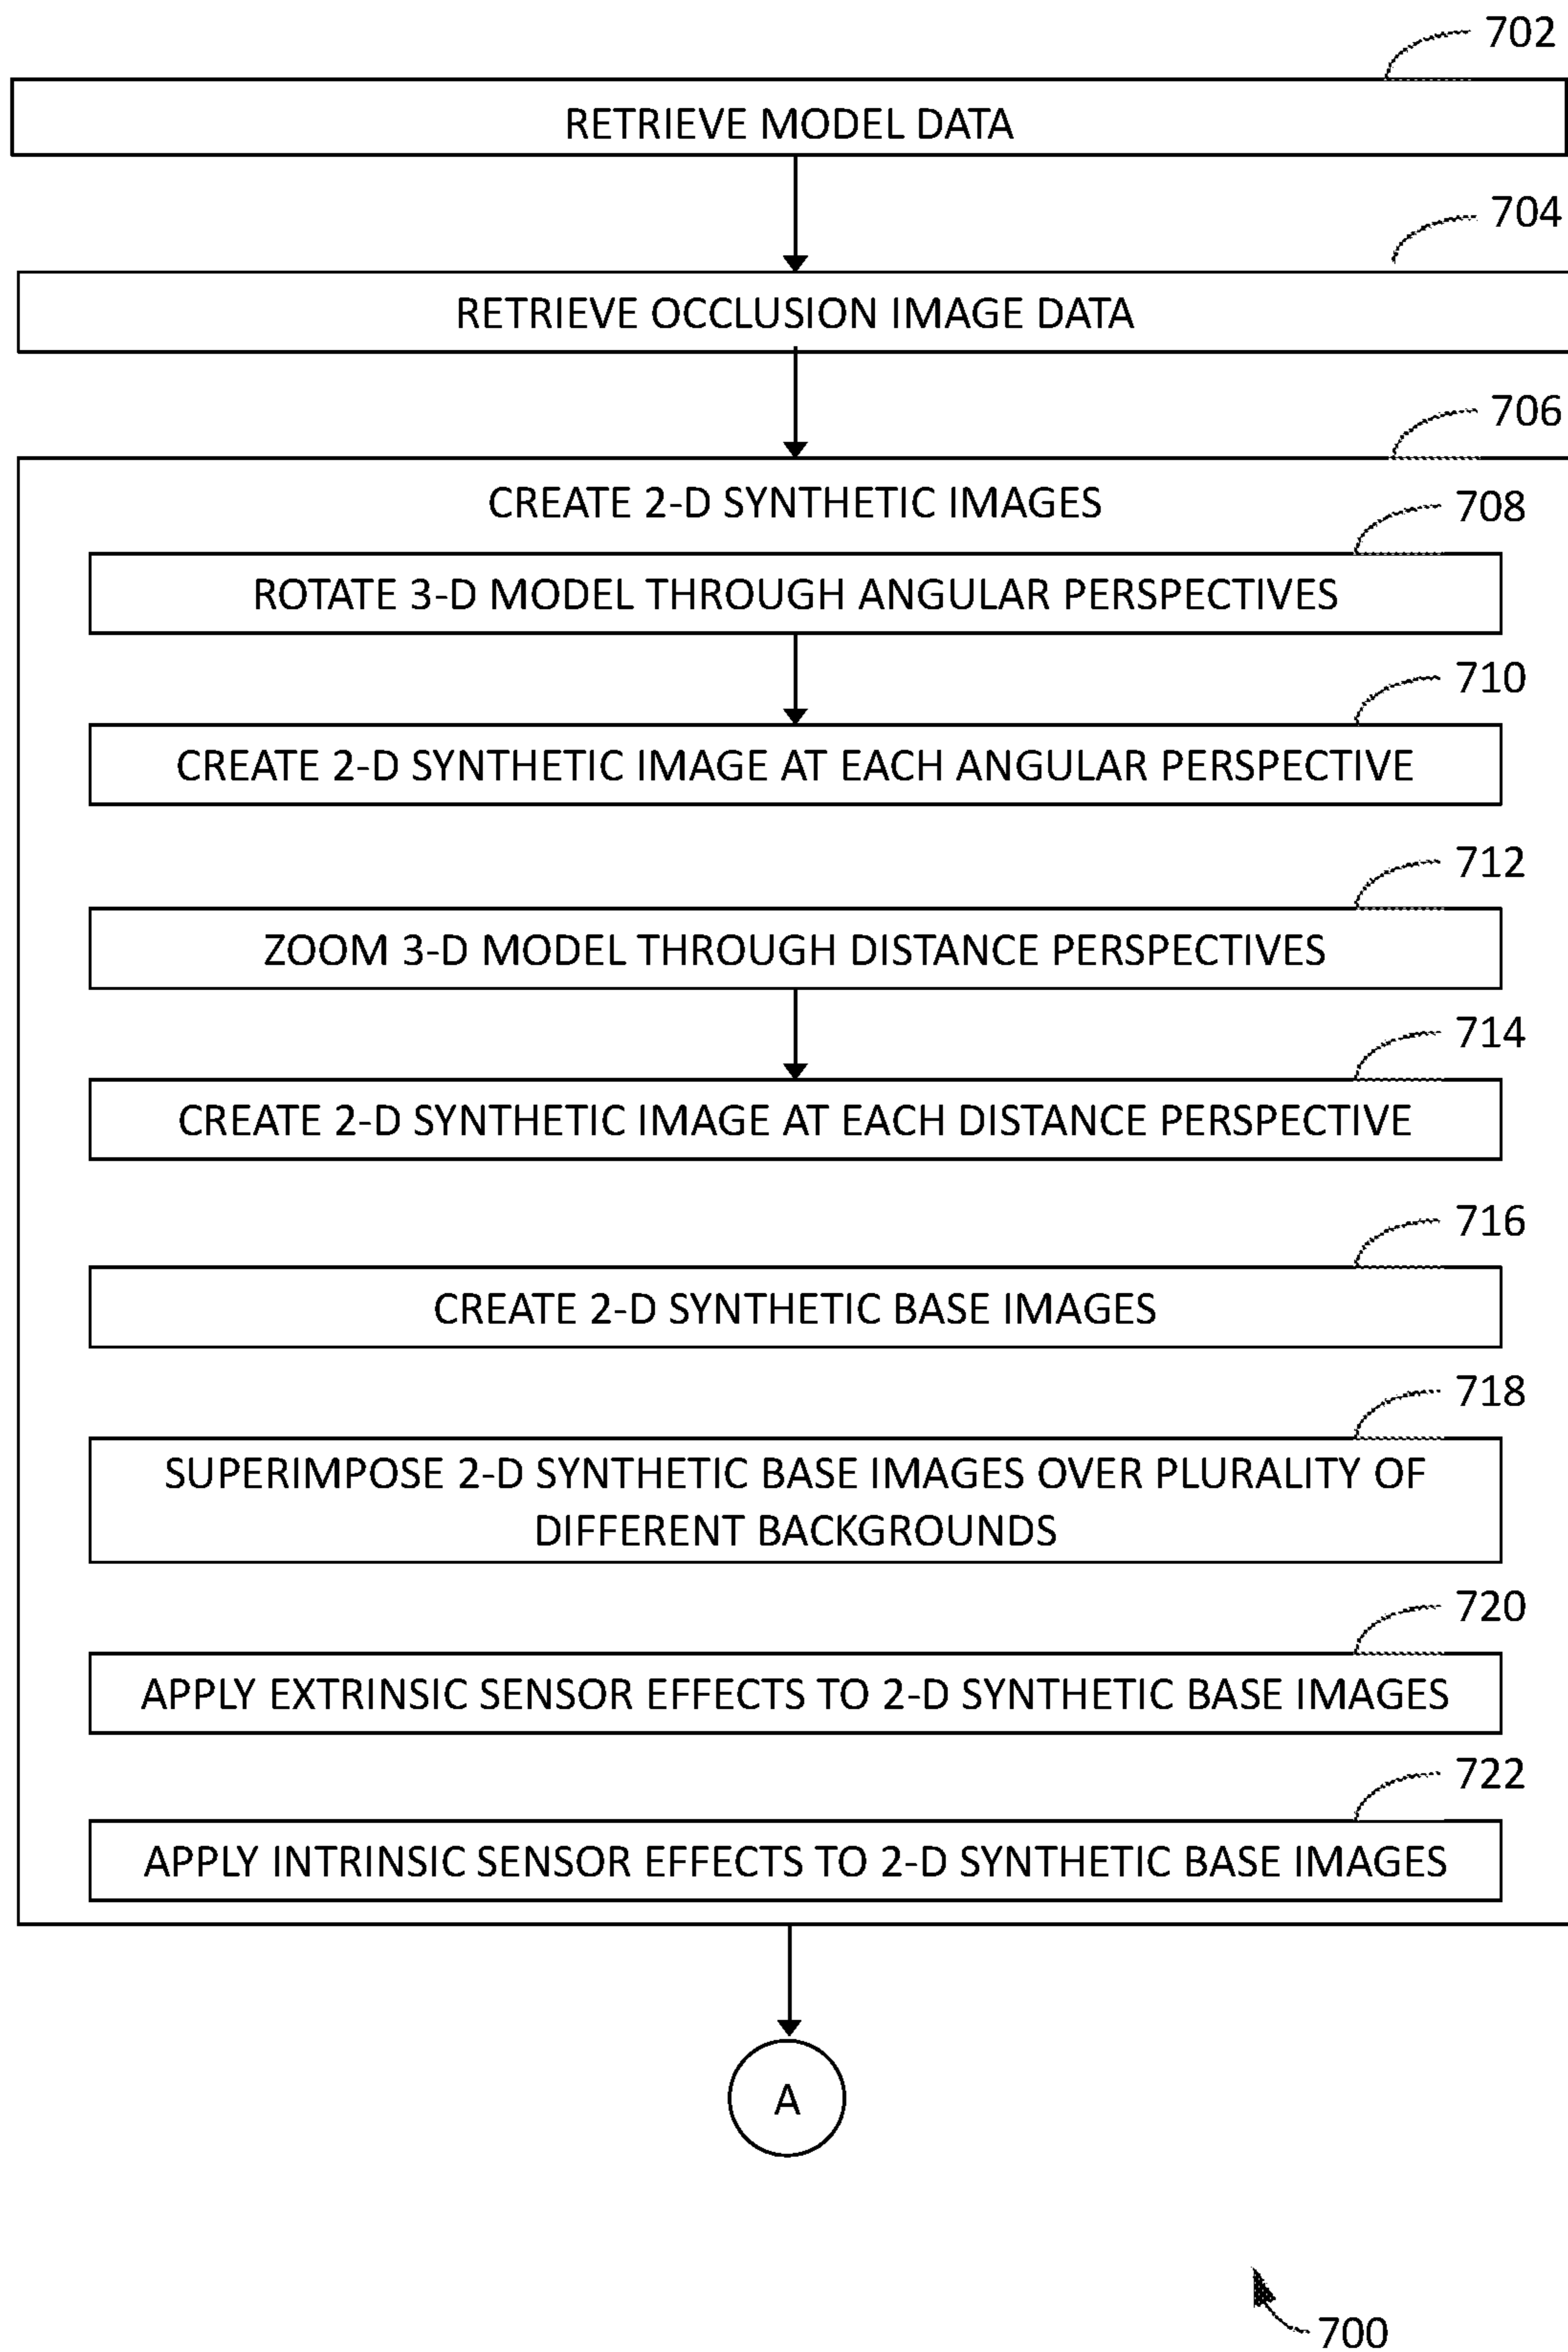 702
RETRIEVE MODEL DATA
704
RETRIEVE OCCLUSION IMAGE DATA
706
CREATE 2-D SYNTHETIC IMAGES
708
ROTATE 3-D MODEL THROUGH ANGULAR PERSPECTIVES
710
CREATE 2-D SYNTHETIC IMAGE AT EACH ANGULAR PERSPECTIVE
712
ZOOM 3-D MODEL THROUGH DISTANCE PERSPECTIVES
714
CREATE 2-D SYNTHETIC IMAGE AT EACH DISTANCE PERSPECTIVE
716
CREATE 2-D SYNTHETIC BASE IMAGES
718
SUPERIMPOSE 2-D SYNTHETIC BASE IMAGES OVER PLURALITY OF
DIFFERENT BACKGROUNDS
720
APPLY EXTRINSIC SENSOR EFFECTS TO 2-D SYNTHETIC BASE IMAGES
722
APPLY INTRINSIC SENSOR EFFECTS TO 2-D SYNTHETIC BASE IMAGES
A
700